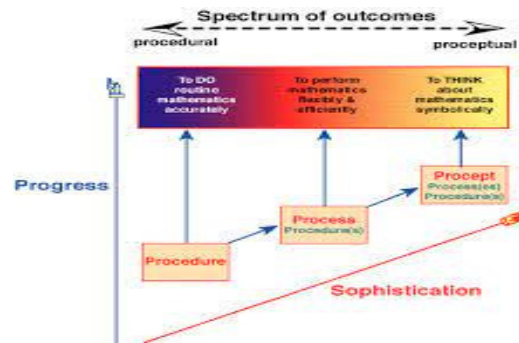 Spectrum of outcomes
procedural
proceptual
To DO
routine
mathematics
accurately
To perform
mathematics
flexibly &
efficiently
To THINK
about
mathematics
symbolically
Progress
Procept
Process(es)
Procedure(s)
Process
Procedure(s)
Procedure
Sophistication